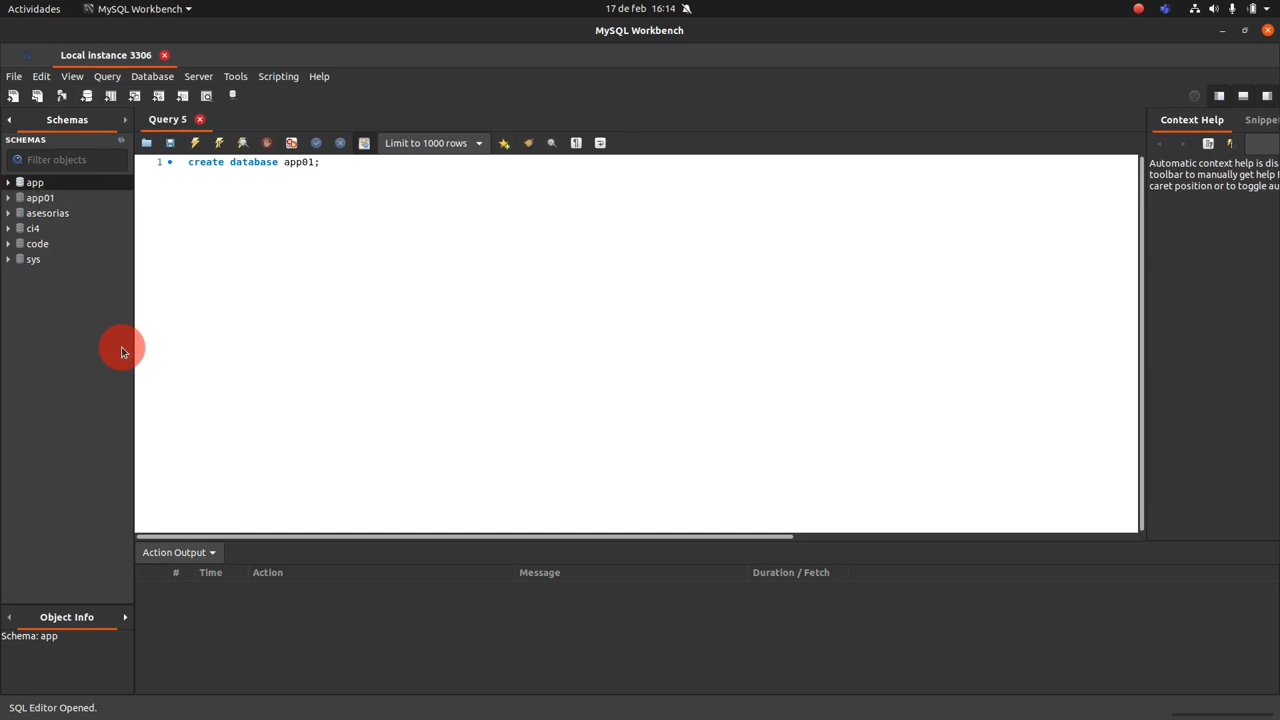 Actividades
MySQL Workbench
17 de feb 16:14
MySQL Workbench
Local instance 3306
File Edit View Query Database Server Tools Scripting Help
Schemas
Query 5
Context Help
Snippe
SCHEMAS
Limit to 1000 rows
Filter objects
1 create database app01;
Automatic context help is dis
toolbar to manually get help f
caret position or to toggle au
app
app01
asesorias
ci4
code
sys
Action Output
# Time Action Message Duration / Fetch
Object Info
Schema: app
SQL Editor Opened.